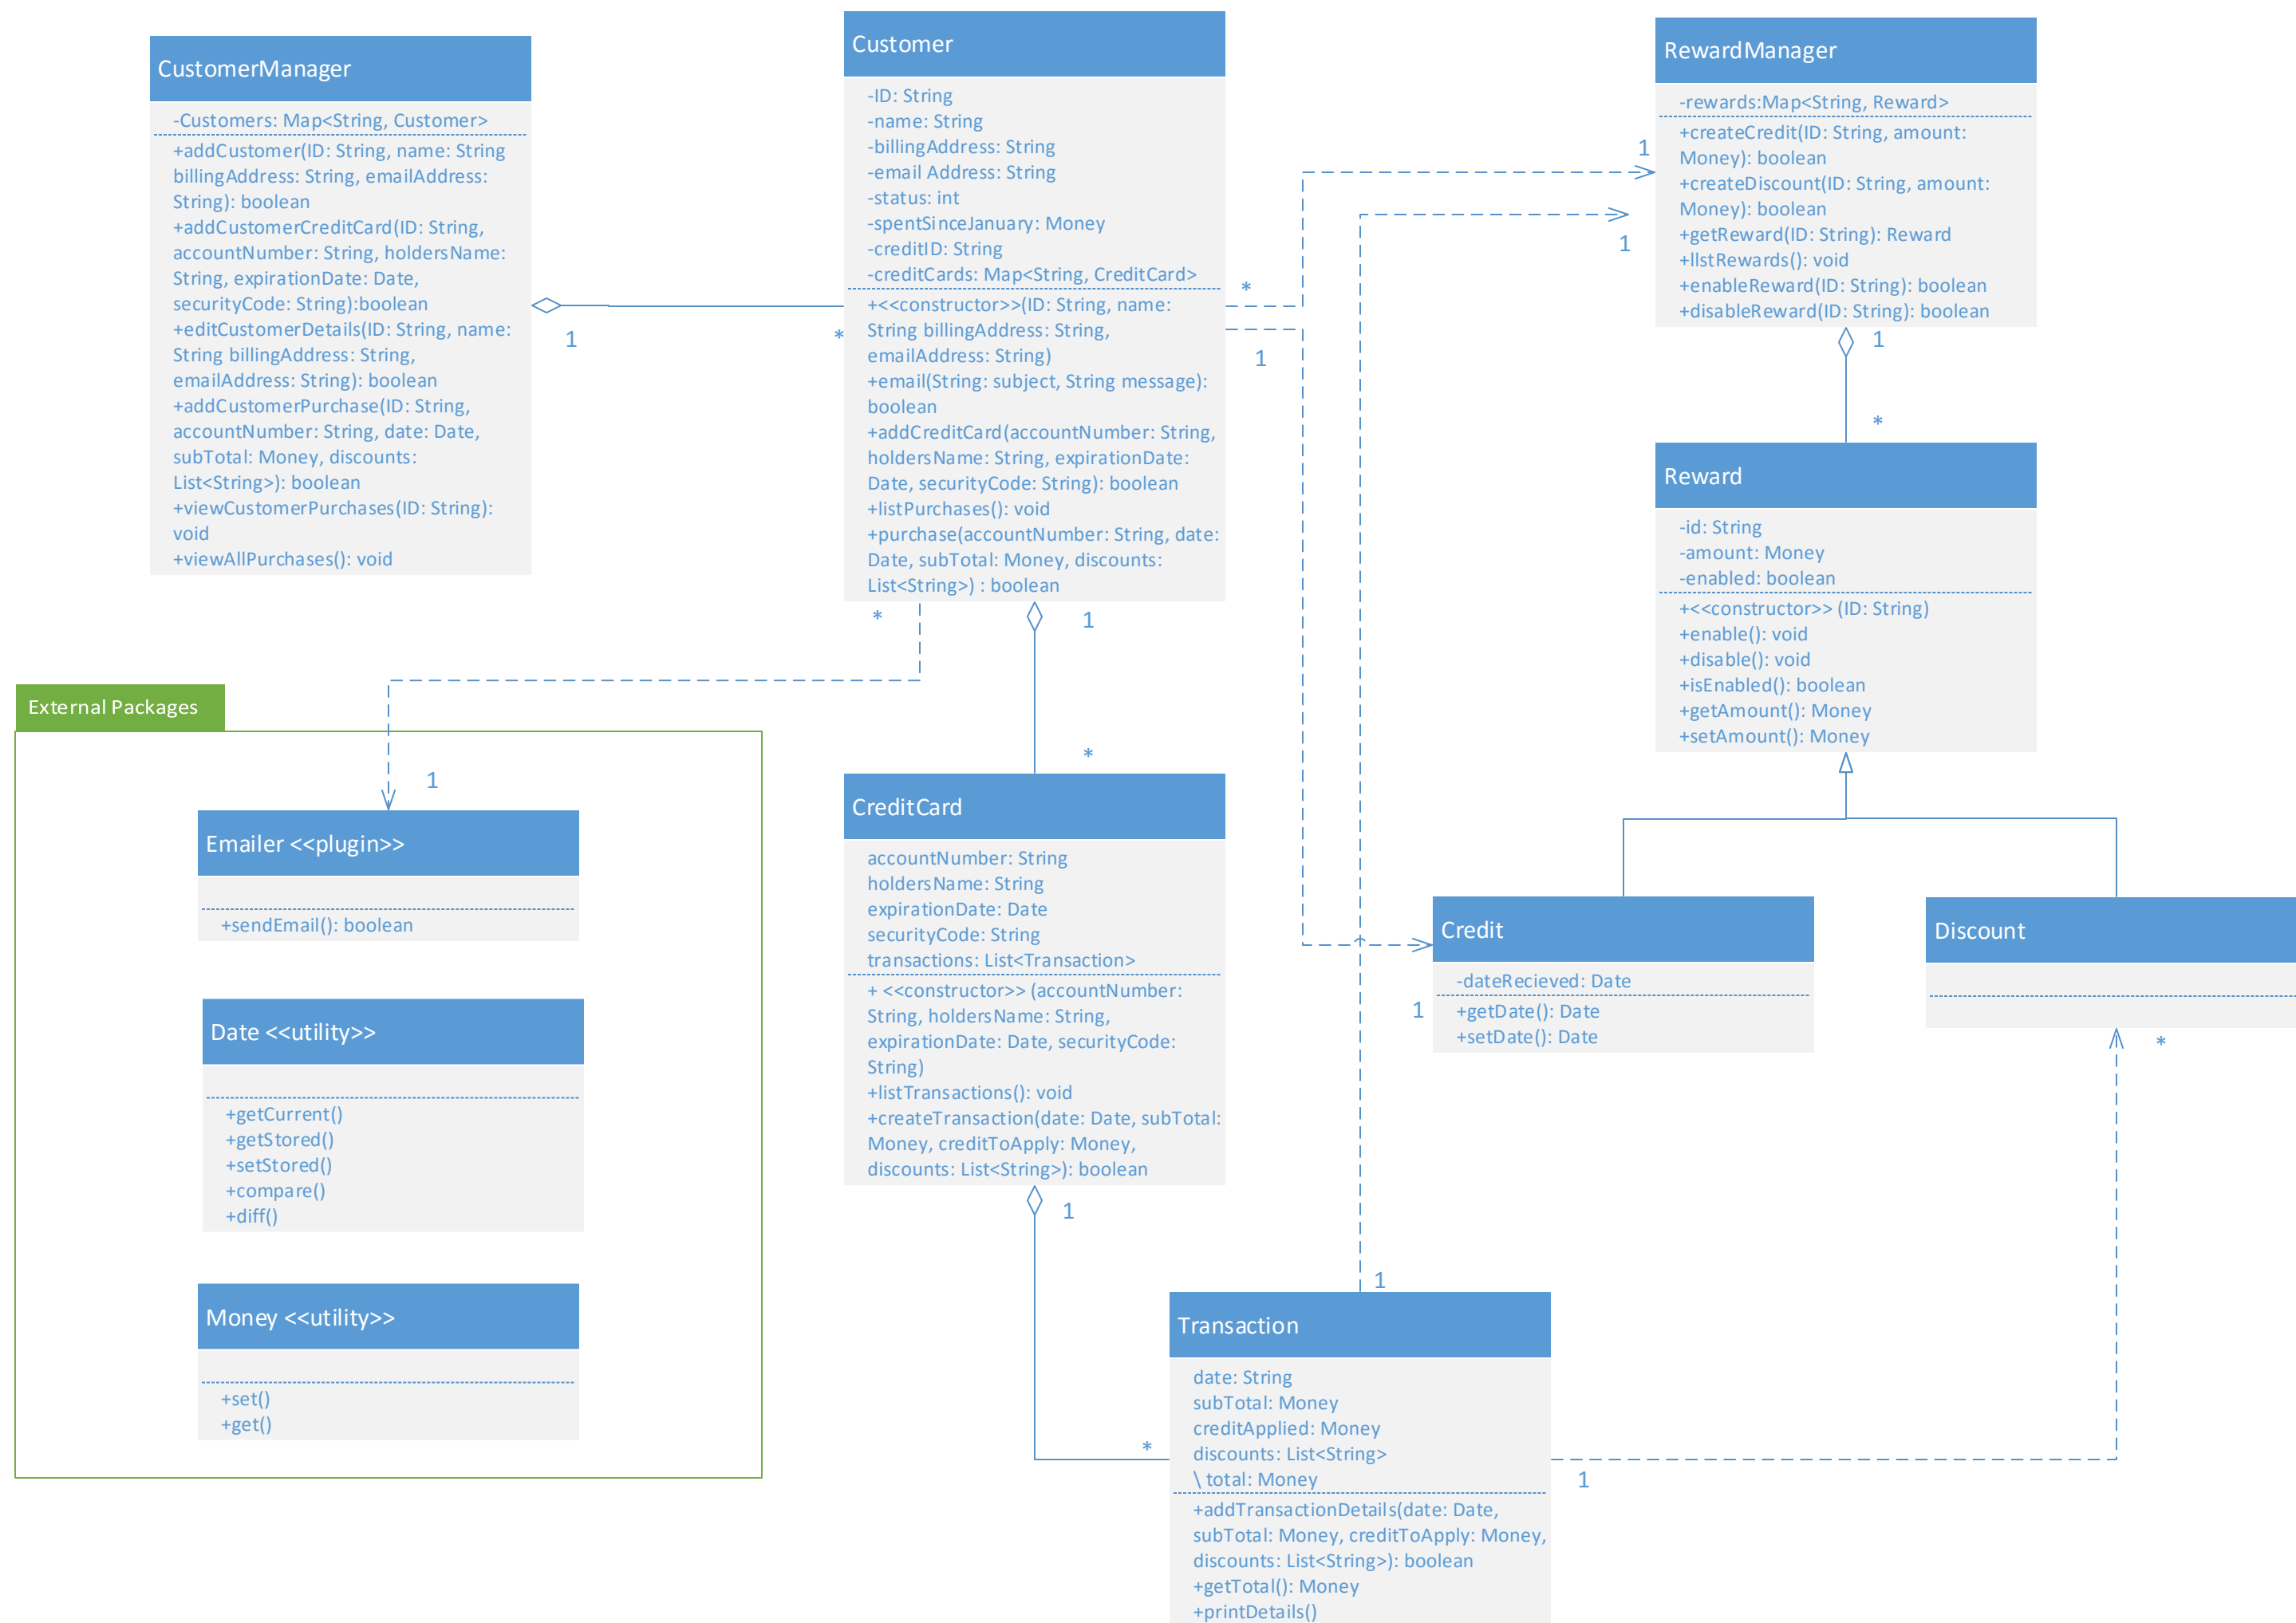 CustomerManager
-Customers: Map<String, Customer>
+addCustomer(ID: String, name: String
billingAddress: String, emailAddress:
String): boolean
+addCustomerCreditCard(ID: String,
accountNumber: String, holdersName:
String, expirationDate: Date,
securityCode: String):boolean
+editCustomerDetails(ID: String, name:
String billingAddress: String,
emailAddress: String): boolean
+addCustomerPurchase(ID: String,
accountNumber: String, date: Date,
subTotal: Money, discounts:
List<String>): boolean
+viewCustomerPurchases(ID: String):
void
+viewAllPurchases(): void
1
*
Customer
-ID: String
-name: String
-billingAddress: String
-email Address: String
-status: int
-spentSinceJanuary: Money
-creditID: String
-creditCards: Map<String, CreditCard>
+<<constructor>>(ID: String, name:
String billingAddress: String,
emailAddress: String)
+email(String: subject, String message):
boolean
+addCreditCard(accountNumber: String,
holdersName: String, expirationDate:
Date, securityCode: String): boolean
+listPurchases(): void
+purchase(accountNumber: String, date:
Date, subTotal: Money, discounts:
List<String>) : boolean
*
1
*
1
1
1
RewardManager
-rewards:Map<String, Reward>
+createCredit(ID: String, amount:
Money): boolean
+createDiscount(ID: String, amount:
Money): boolean
+getReward(ID: String): Reward
+llstRewards(): void
+enableReward(ID: String): boolean
+disableReward(ID: String): boolean
1
*
Reward
-id: String
-amount: Money
-enabled: boolean
+<<constructor>> (ID: String)
+enable(): void
+disable(): void
+isEnabled(): boolean
+getAmount(): Money
+setAmount(): Money
External Packages
1
Emailer <<plugin>>
+sendEmail(): boolean
Date <<utility>>
+getCurrent()
+getStored()
+setStored()
+compare()
+diff()
Money <<utility>>
+set()
+get()
*
CreditCard
accountNumber: String
holdersName: String
expirationDate: Date
securityCode: String
transactions: List<Transaction>
+ <<constructor>> (accountNumber:
String, holdersName: String,
expirationDate: Date, securityCode:
String)
+listTransactions(): void
+createTransaction(date: Date, subTotal:
Money, creditToApply: Money,
discounts: List<String>): boolean
1
*
Credit
-dateRecieved: Date
+getDate(): Date
+setDate(): Date
1
Discount
*
1
Transaction
date: String
subTotal: Money
creditApplied: Money
discounts: List<String>
\ total: Money
+addTransactionDetails(date: Date,
subTotal: Money, creditToApply: Money,
discounts: List<String>): boolean
+getTotal(): Money
+printDetails()
1